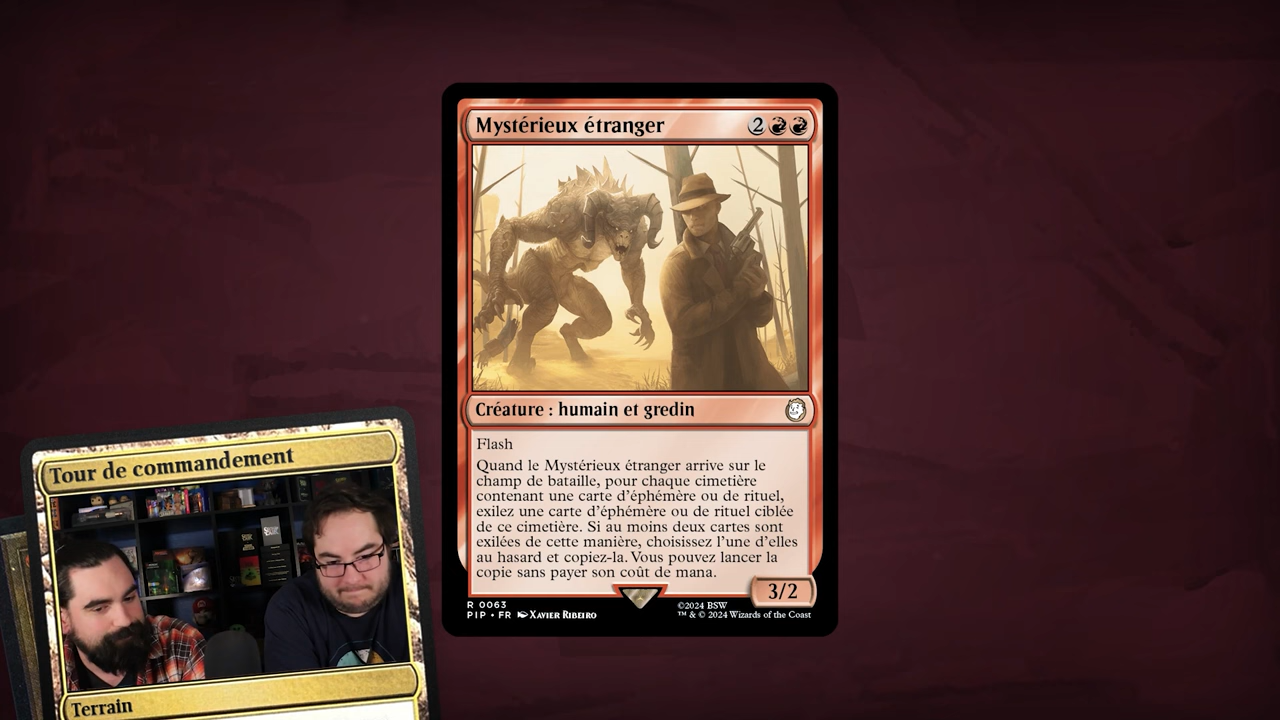 Mystérieux étranger
2
Créature : humain et gredin
Flash
Quand le Mystérieux étranger arrive sur le
champ de bataille, pour chaque cimetière
contenant une carte d’éphémère ou de rituel,
exilez une carte d’éphémère ou de rituel ciblée
de ce cimetière. Si au moins deux cartes sont
exilées de cette manière, choisissez l’une d’elles
au hasard et copiez-la. Vous pouvez lancer la
copie sans payer son coût de mana.
3/2
R 0063
PIP • FR Xavier Ribeiro
©2024 BSW
™ & © 2024 Wizards of the Coast
Tour de commandement
Terrain